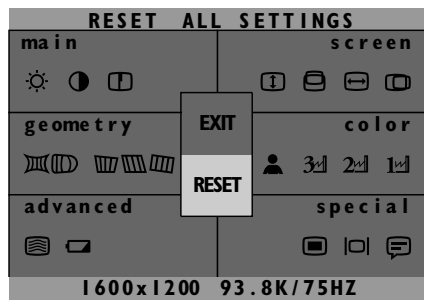 RESET ALL SETTINGS
main screen
geometry EXIT color
3 2 1
RESET
advanced special
1600x1200 93.8K/75HZ